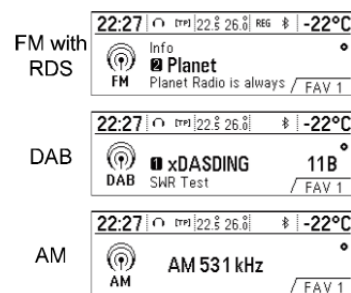 22:27 [TP] 22.5 26.0 REG -22°C
FM with
RDS
Info
2 Planet
FM
Planet Radio is always
FAV 1
22:27 [TP] 22.5 26.0 -22°C
DAB
1 xDASDING 11B
DAB
SWR Test
FAV 1
22:27 [TP] 22.5 26.0 -22°C
AM
AM 531 kHz
AM
FAV 1